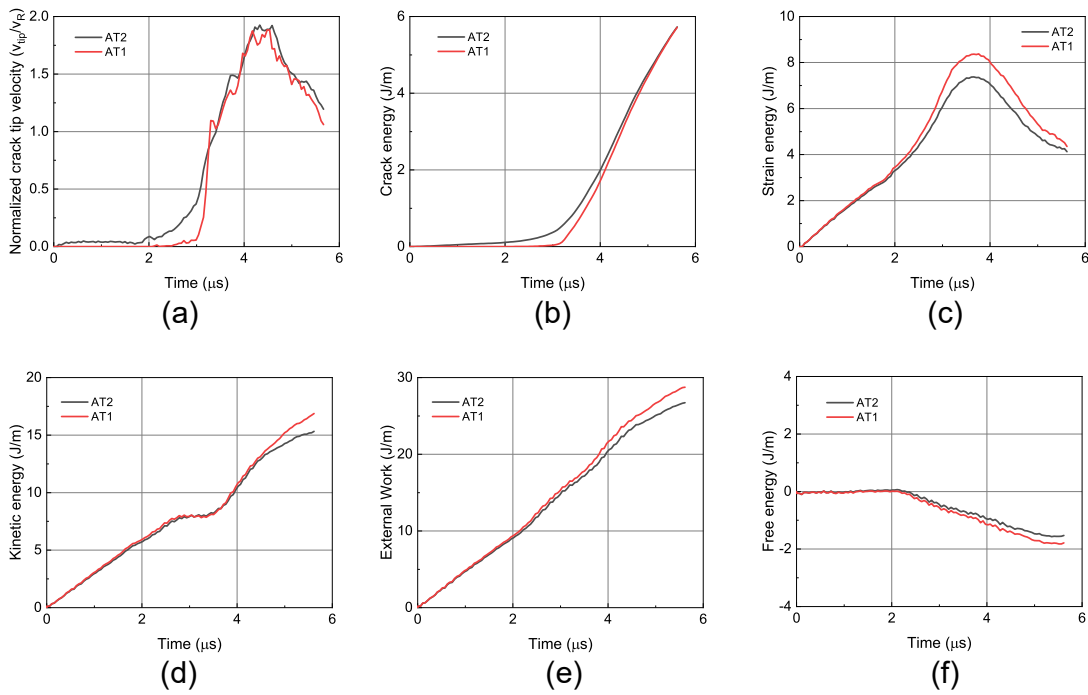 Normalized crack tip velocity (v_tip/v_R)
2.0
1.5
1.0
0.5
0.0
AT2
AT1
0 2 4 6
Time (μs)
(a)
Crack energy (J/m)
6
4
2
0
AT2
AT1
0 2 4 6
Time (μs)
(b)
Strain energy (J/m)
10
8
6
4
2
0
AT2
AT1
0 2 4 6
Time (μs)
(c)
Kinetic energy (J/m)
20
15
10
5
0
AT2
AT1
0 2 4 6
Time (μs)
(d)
External Work (J/m)
30
20
10
0
AT2
AT1
0 2 4 6
Time (μs)
(e)
Free energy (J/m)
4
2
0
-2
-4
AT2
AT1
0 2 4 6
Time (μs)
(f)